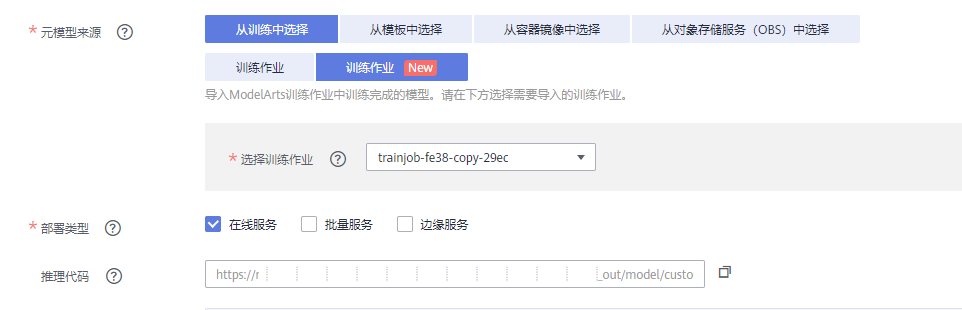 * 元模型来源 ? 从训练中选择 从模板中选择 从容器镜像中选择 从对象存储服务（OBS）中选择
训练作业 训练作业 New
导入ModelArts训练作业中训练完成的模型。请在下方选择需要导入的训练作业。
* 选择训练作业 ? trainjob-fe38-copy-29ec
* 部署类型 ? 在线服务 批量服务 边缘服务
推理代码 ? https:// _out/model/custo